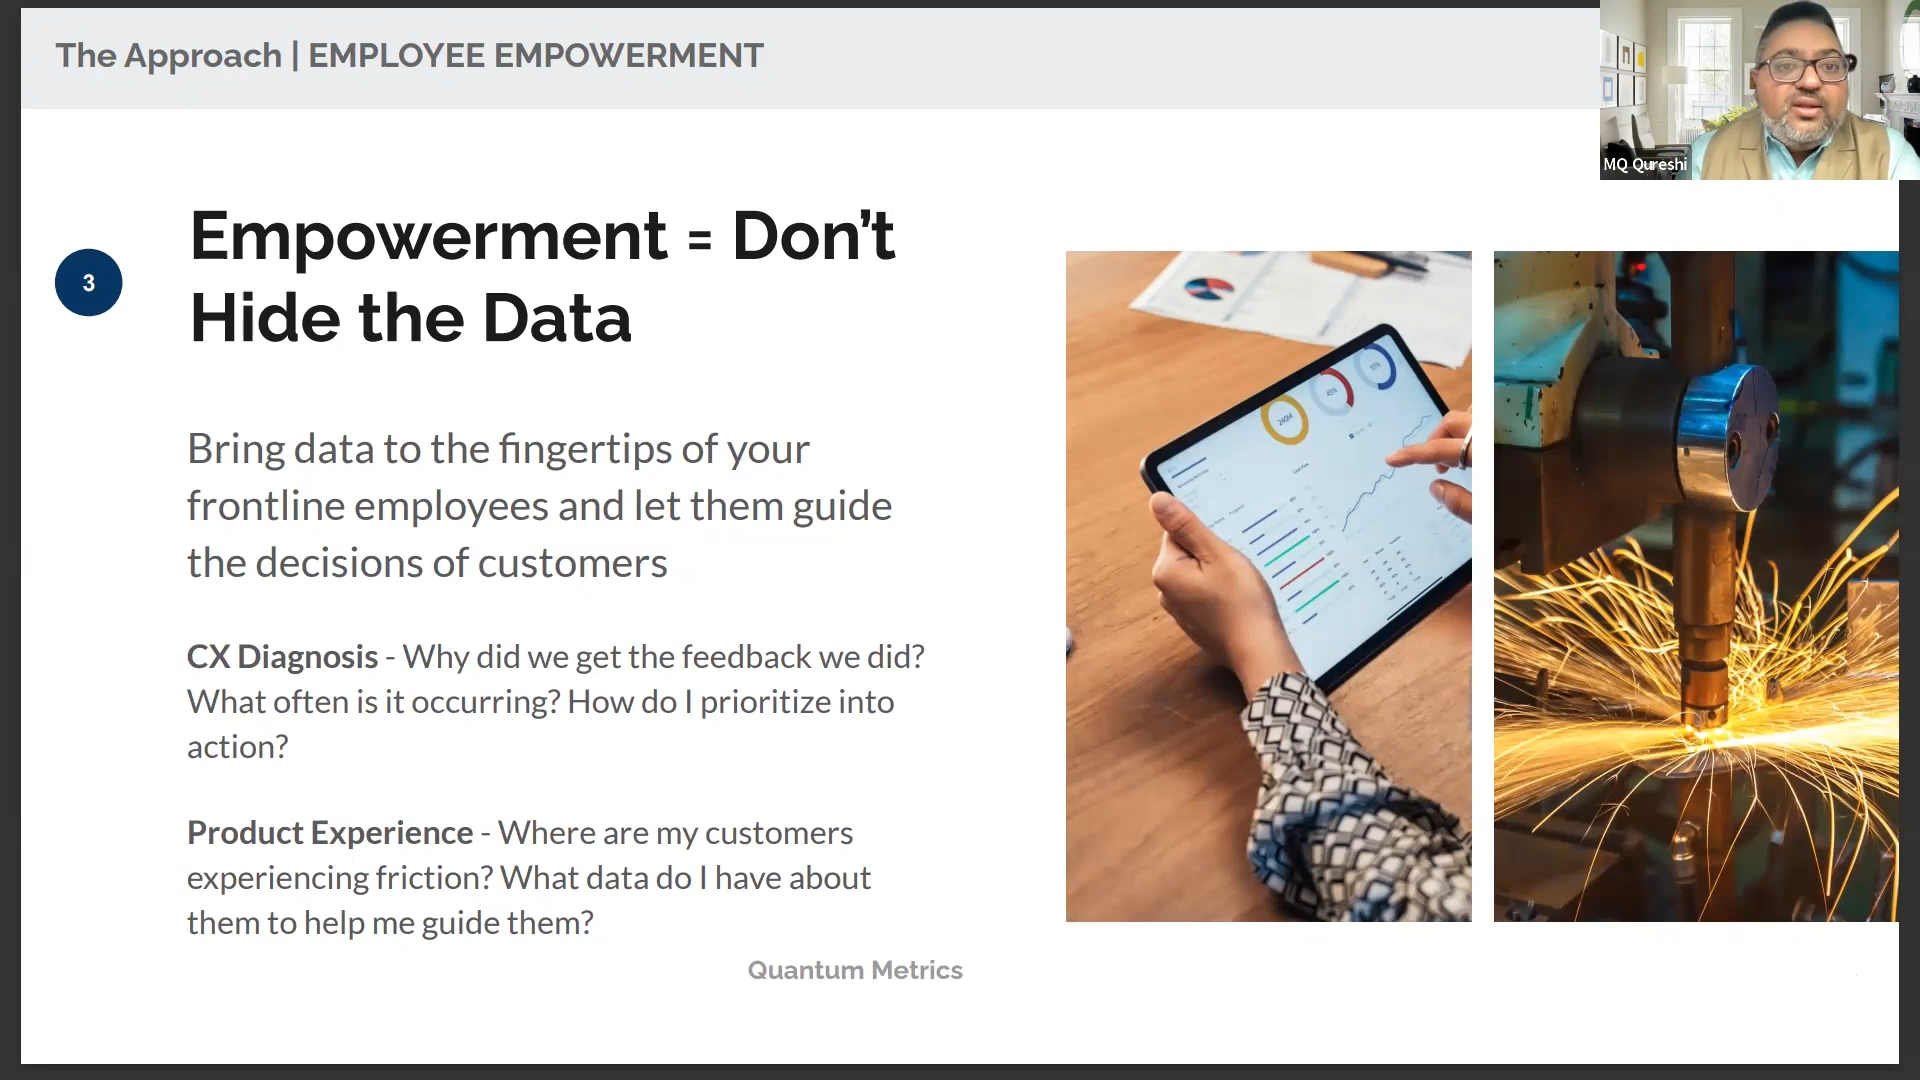 The Approach | EMPLOYEE EMPOWERMENT
MQ Qureshi
3
Empowerment = Don’t
Hide the Data
Bring data to the fingertips of your
frontline employees and let them guide
the decisions of customers
CX Diagnosis - Why did we get the feedback we did?
What often is it occurring? How do I prioritize into
action?
Product Experience - Where are my customers
experiencing friction? What data do I have about
them to help me guide them?
Quantum Metrics
240M
45%